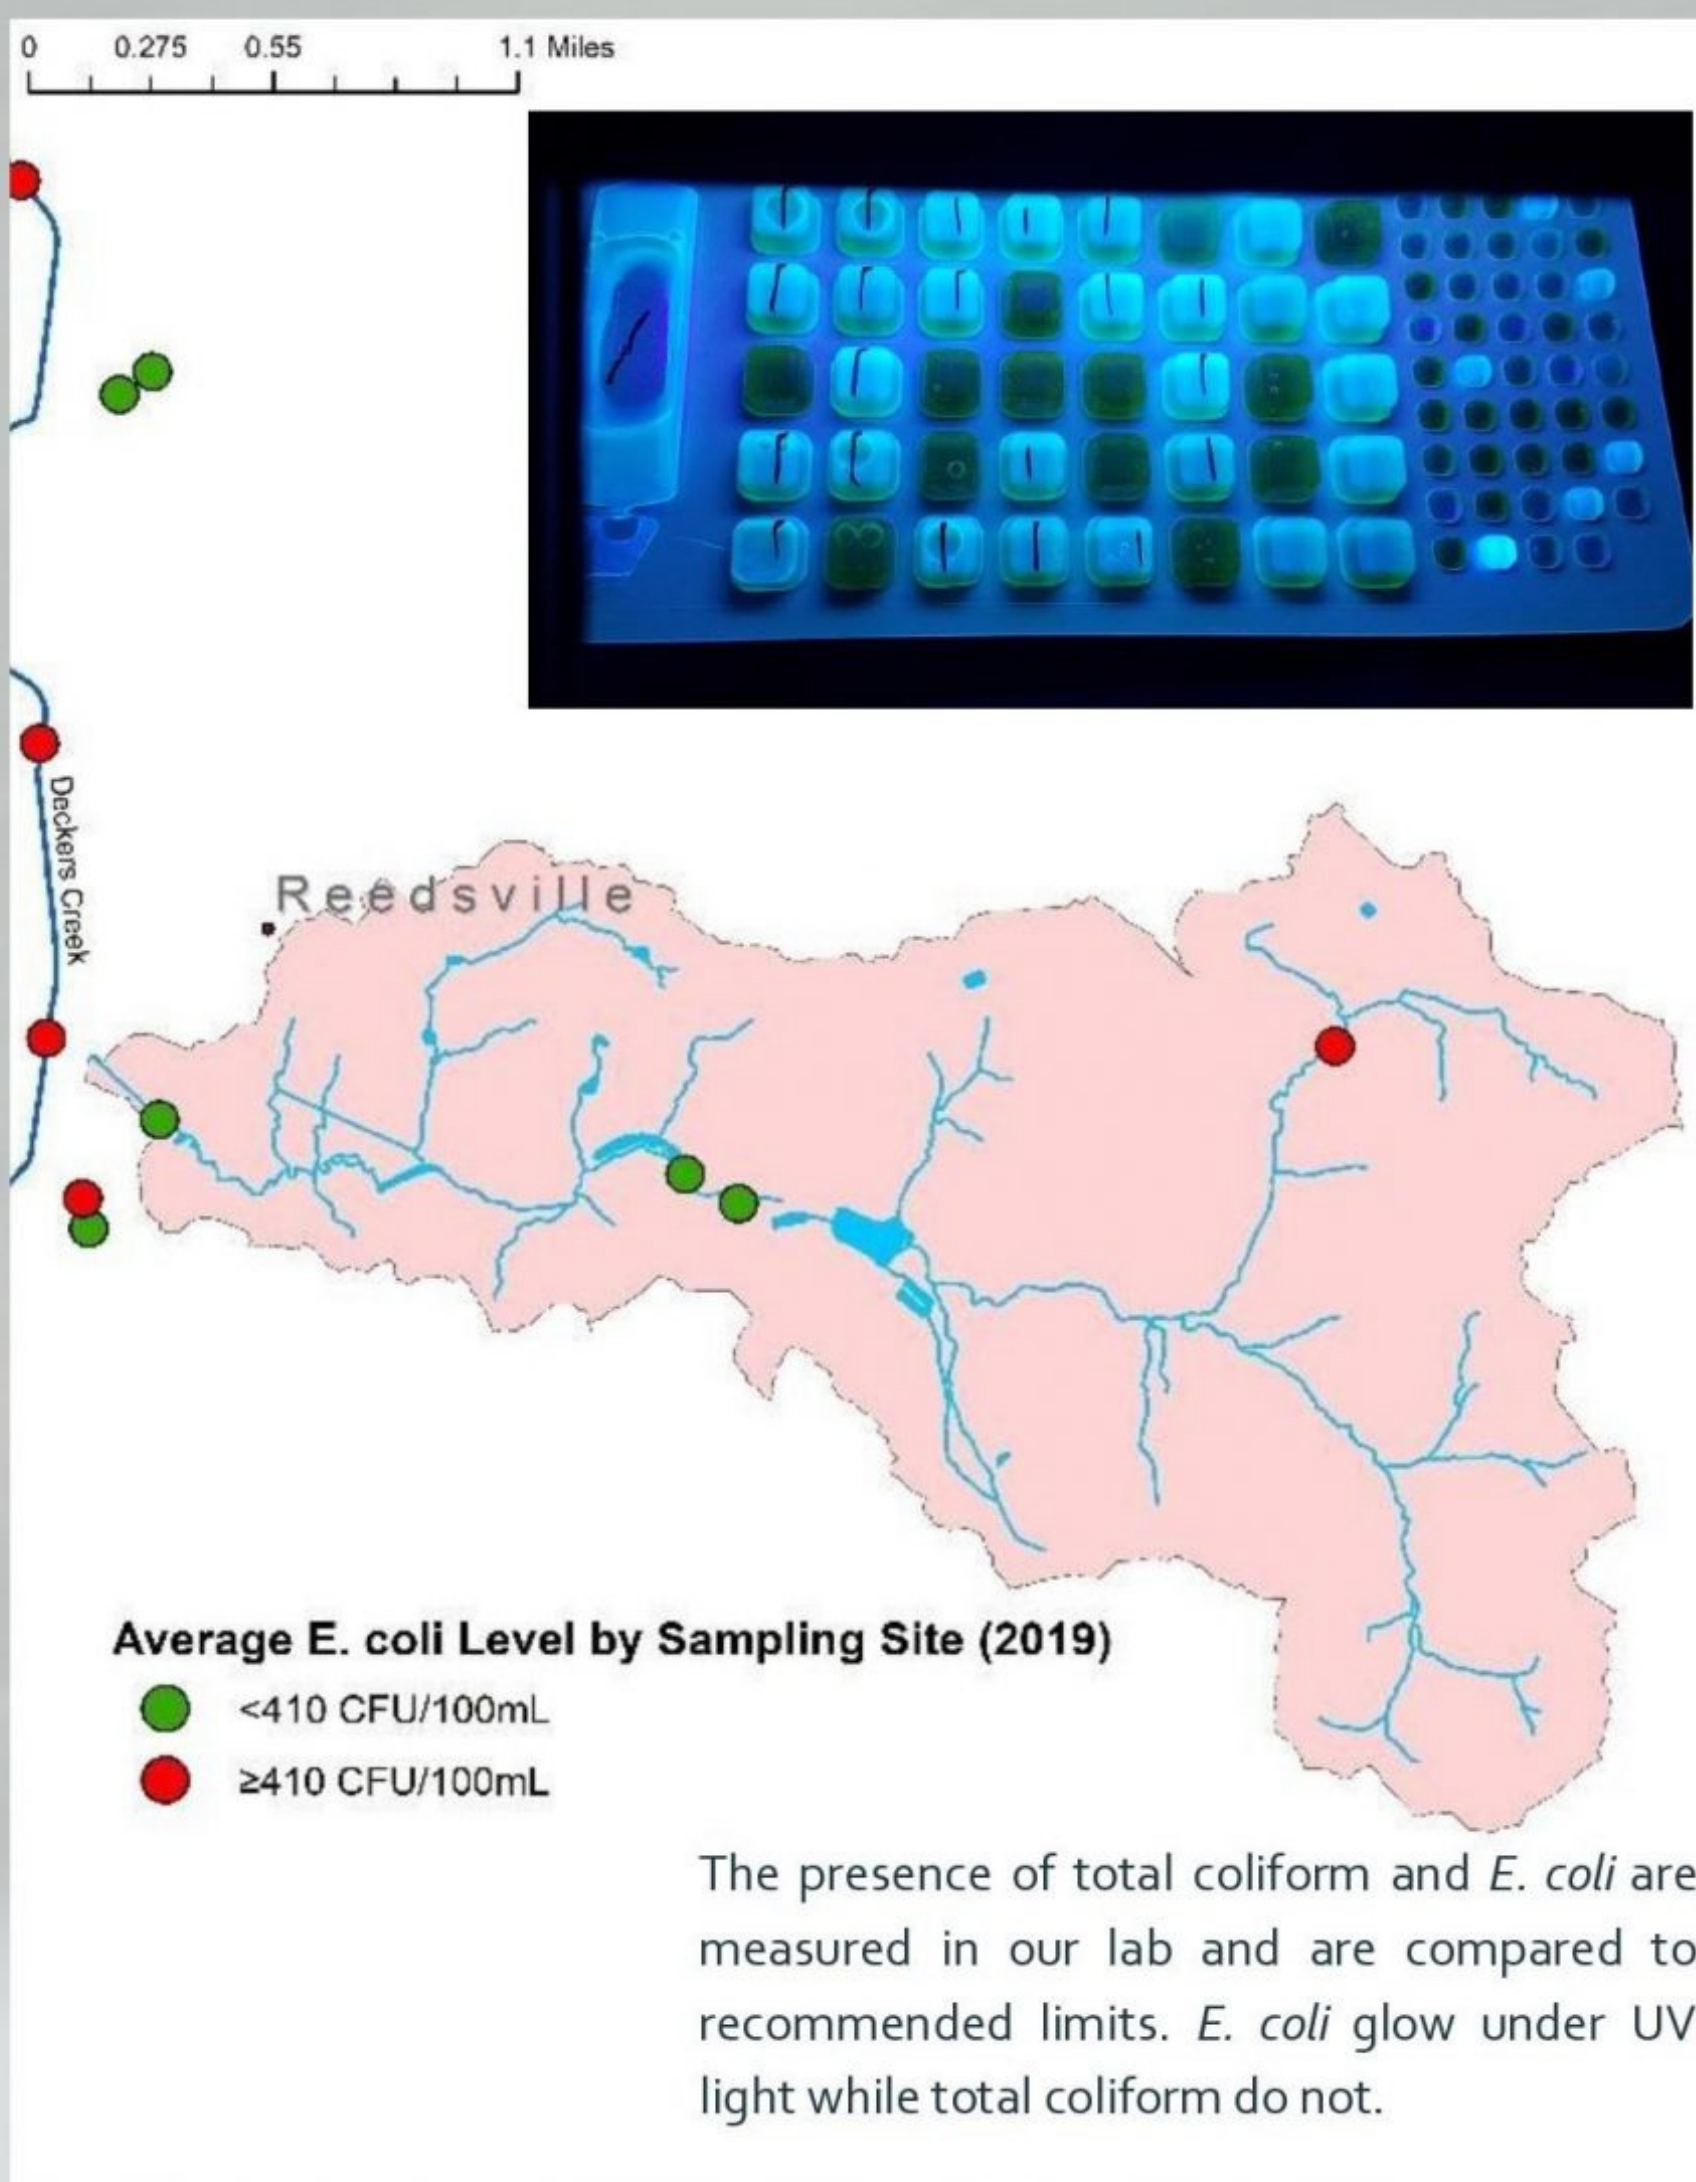 0 0.275 0.55 1.1 Miles
Deckers Creek
Reedsville
Average E. coli Level by Sampling Site (2019)
<410 CFU/100mL
≥410 CFU/100mL
The presence of total coliform and E. coli are
measured in our lab and are compared to
recommended limits. E. coli glow under UV
light while total coliform do not.